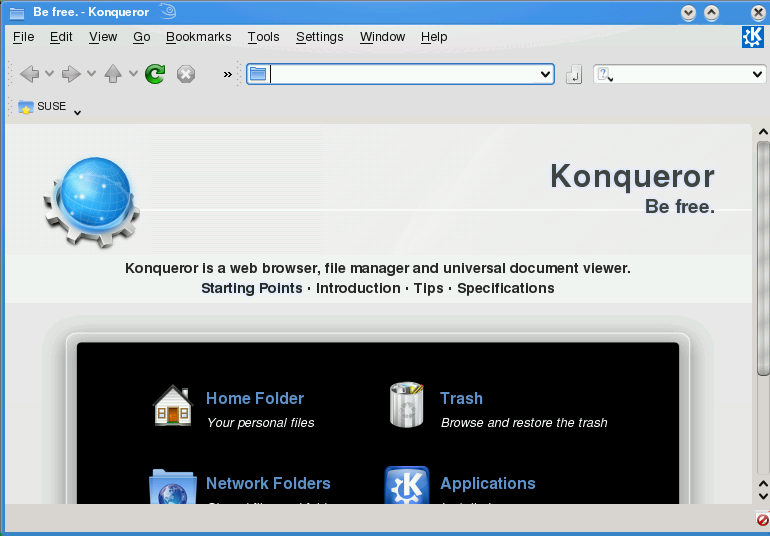 Be free. - Konqueror
File Edit View Go Bookmarks Tools Settings Window Help
SUSE
Konqueror
Be free.
Konqueror is a web browser, file manager and universal document viewer.
Starting Points · Introduction · Tips · Specifications
Home Folder
Your personal files
Trash
Browse and restore the trash
Network Folders
Applications